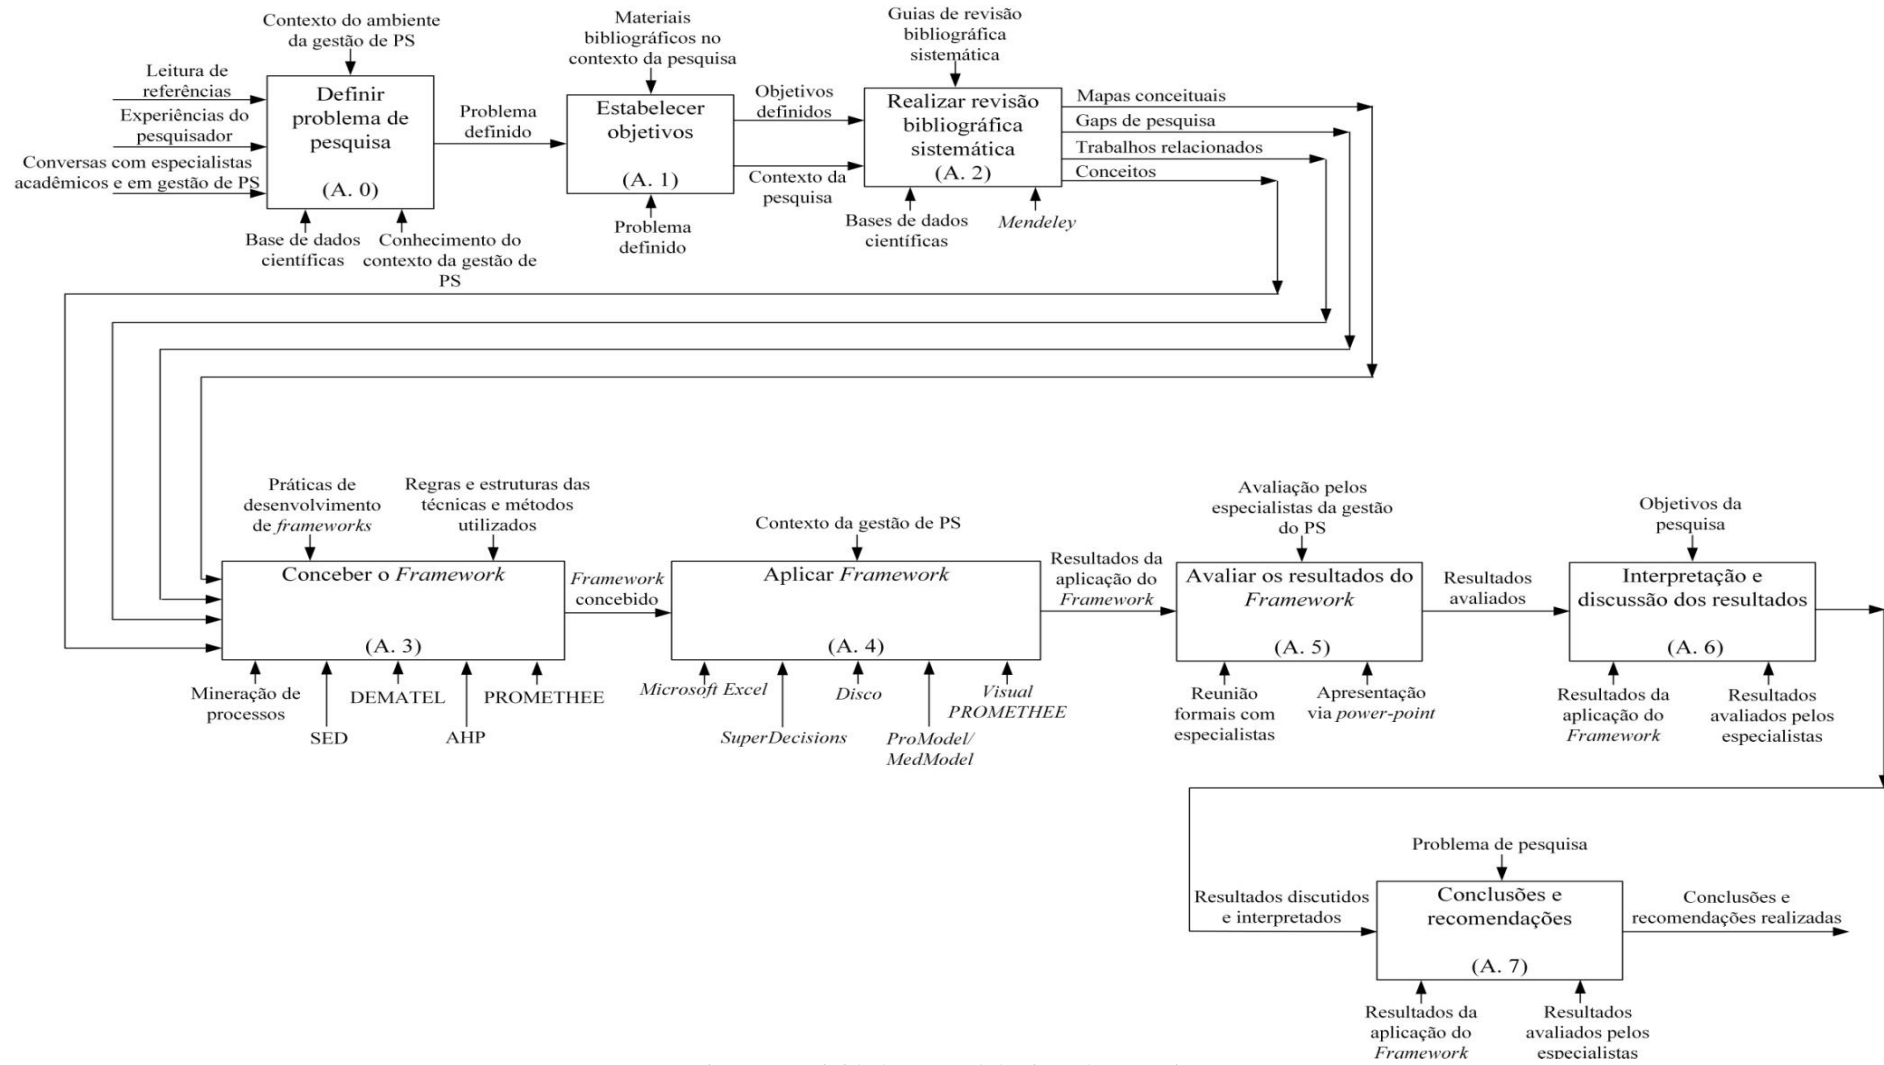 Contexto do ambiente
da gestão de PS
Leitura de
referências
Experiências do
pesquisador
Conversas com especialistas
acadêmicos e em gestão de PS
Definir
problema de
pesquisa
(A. 0)
Base de dados
científicas
Conhecimento do
contexto da gestão de
PS
Problema
definido
Materiais
bibliográficos no
contexto da pesquisa
Estabelecer
objetivos
(A. 1)
Problema
definido
Objetivos
definidos
Contexto da
pesquisa
Guias de revisão
bibliográfica
sistemática
Realizar revisão
bibliográfica
sistemática
(A. 2)
Bases de dados
científicas
Mendeley
Mapas conceituais
Gaps de pesquisa
Trabalhos relacionados
Conceitos
Práticas de
desenvolvimento
de frameworks
Regras e estruturas das
técnicas e métodos
utilizados
Conceber o Framework
(A. 3)
Mineração de
processos
SED
DEMATEL
AHP
PROMETHEE
Framework
concebido
Contexto da gestão de PS
Aplicar Framework
(A. 4)
Microsoft Excel
SuperDecisions
Disco
ProModel/
MedModel
Visual
PROMETHEE
Resultados da
aplicação do
Framework
Avaliação pelos
especialistas da gestão
do PS
Avaliar os resultados do
Framework
(A. 5)
Reunião
formais com
especialistas
Apresentação
via power-point
Resultados
avaliados
Objetivos da
pesquisa
Interpretação e
discussão dos resultados
(A. 6)
Resultados da
aplicação do
Framework
Resultados
avaliados pelos
especialistas
Problema de pesquisa
Resultados discutidos
e interpretados
Conclusões e
recomendações
(A. 7)
Conclusões e
recomendações realizadas
Resultados da
aplicação do
Framework
Resultados
avaliados pelos
especialistas